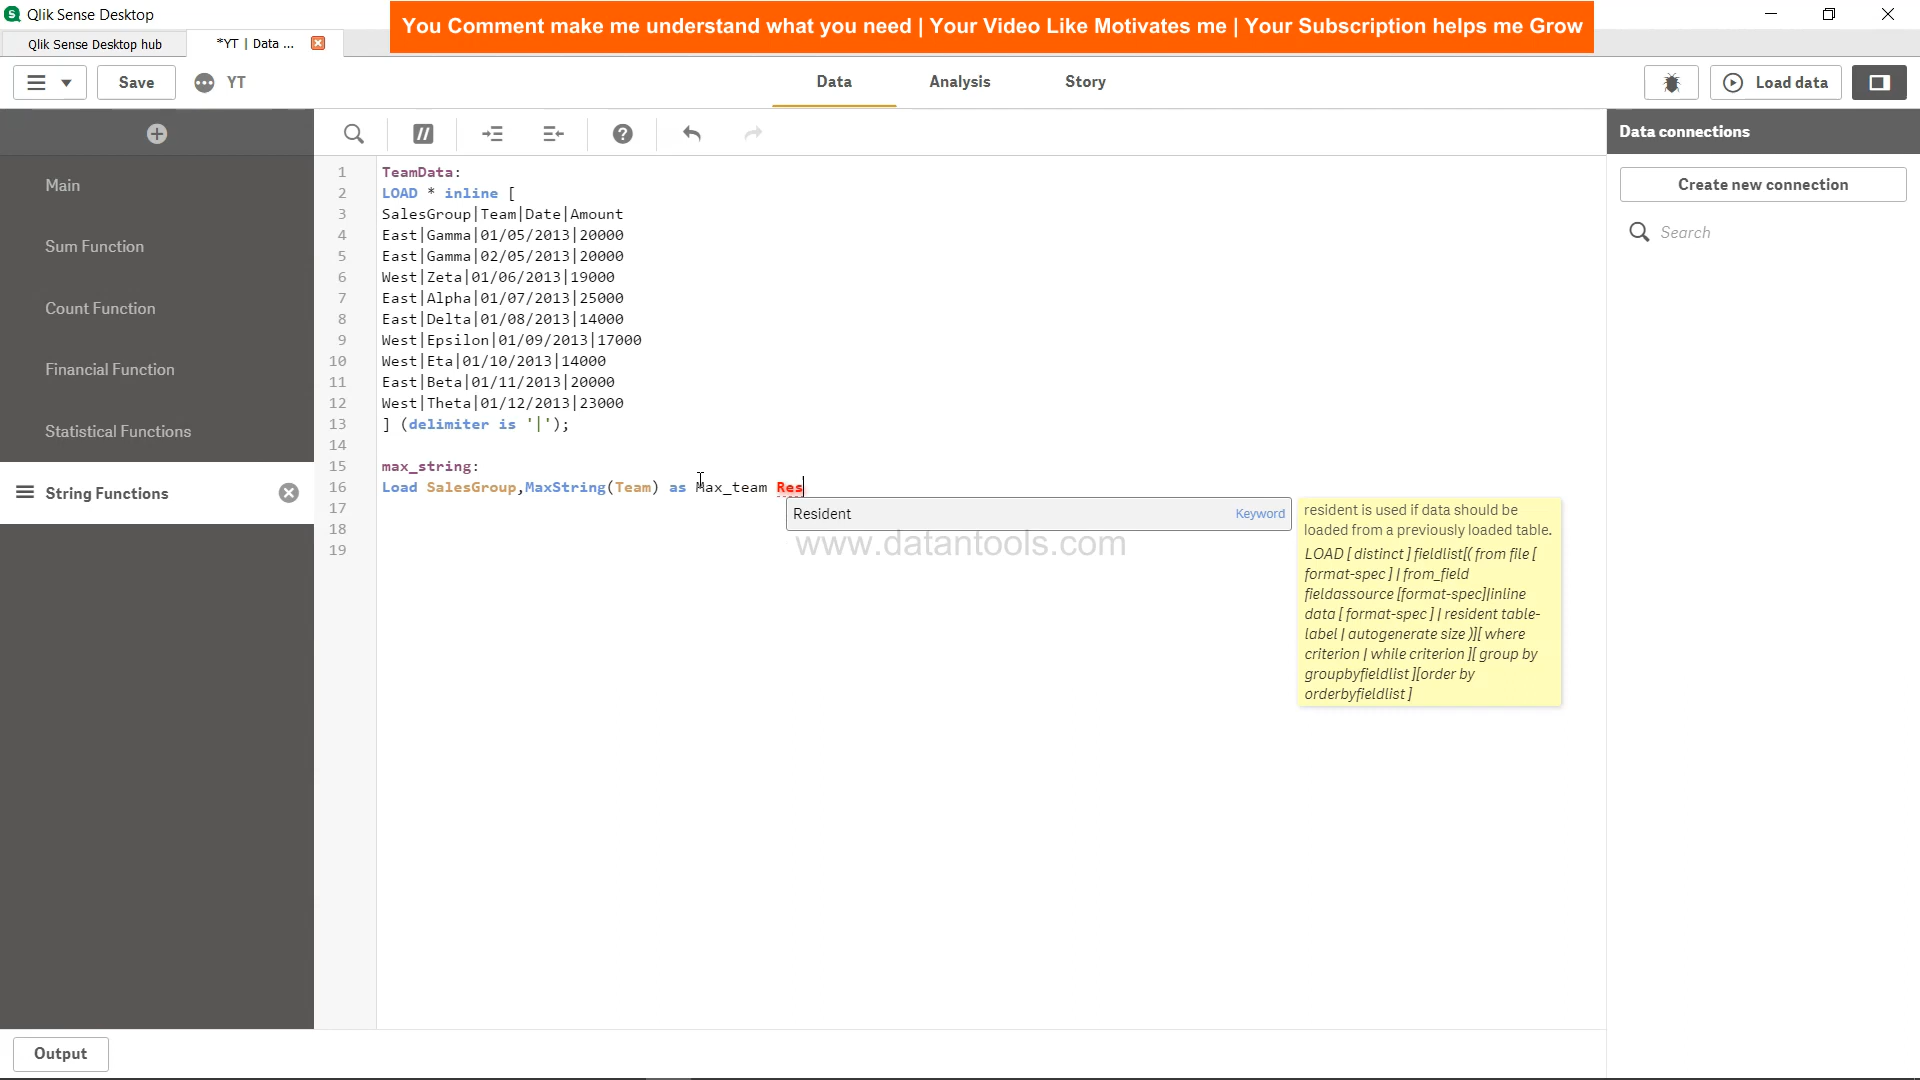 Qlik Sense Desktop
You Comment make me understand what you need | Your Video Like Motivates me | Your Subscription helps me Grow
Qlik Sense Desktop hub
*YT | Data ...
Save
YT
Data
Analysis
Story
Load data
Data connections
Create new connection
Search
Main
Sum Function
Count Function
Financial Function
Statistical Functions
String Functions
1 TeamData:
2 LOAD * inline [
3 SalesGroup|Team|Date|Amount
4 East|Gamma|01/05/2013|20000
5 East|Gamma|02/05/2013|20000
6 West|Zeta|01/06/2013|19000
7 East|Alpha|01/07/2013|25000
8 East|Delta|01/08/2013|14000
9 West|Epsilon|01/09/2013|17000
10 West|Eta|01/10/2013|14000
11 East|Beta|01/11/2013|20000
12 West|Theta|01/12/2013|23000
13 ] (delimiter is '|');
14
15 max_string:
16 Load SalesGroup,MaxString(Team) as Max_team Res
17
18
19
Resident Keyword
resident is used if data should be
loaded from a previously loaded table.
LOAD [ distinct ] fieldlist[( from file [
format-spec ] | from_field
fieldassource [format-spec]|inline
data [ format-spec ] | resident table-
label | autogenerate size )][ where
criterion | while criterion ][ group by
groupbyfieldlist ][order by
orderbyfieldlist ]
www.datantools.com
Output